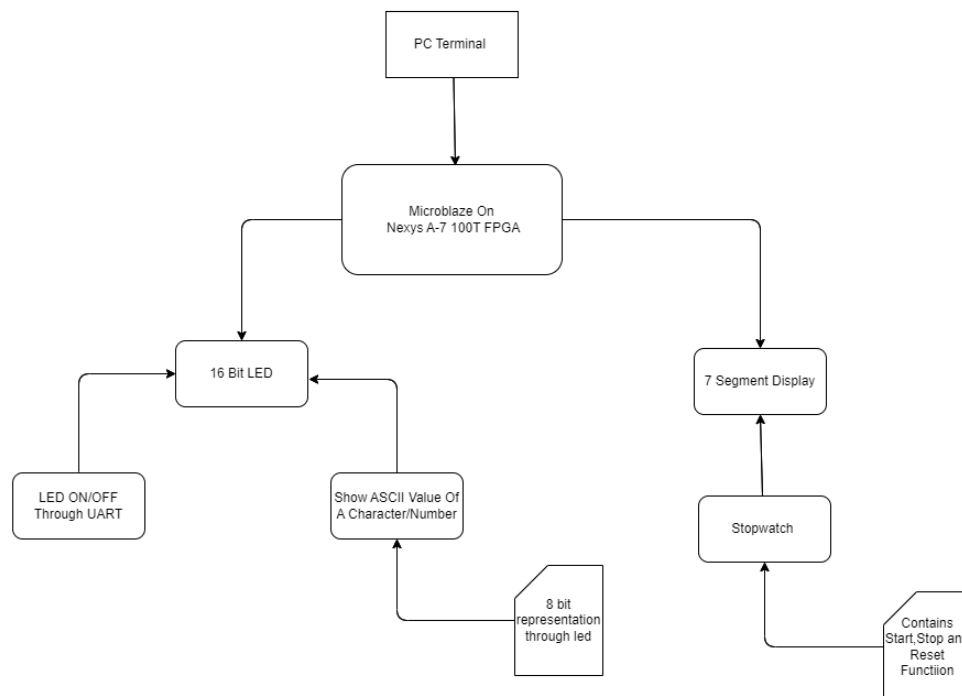 PC Terminal
Microblaze On
Nexys A-7 100T FPGA
16 Bit LED
7 Segment Display
LED ON/OFF
Through UART
Show ASCII Value Of
A Character/Number
Stopwatch
8 bit
representation
through led
Contains
Start,Stop an
Reset
Functiion